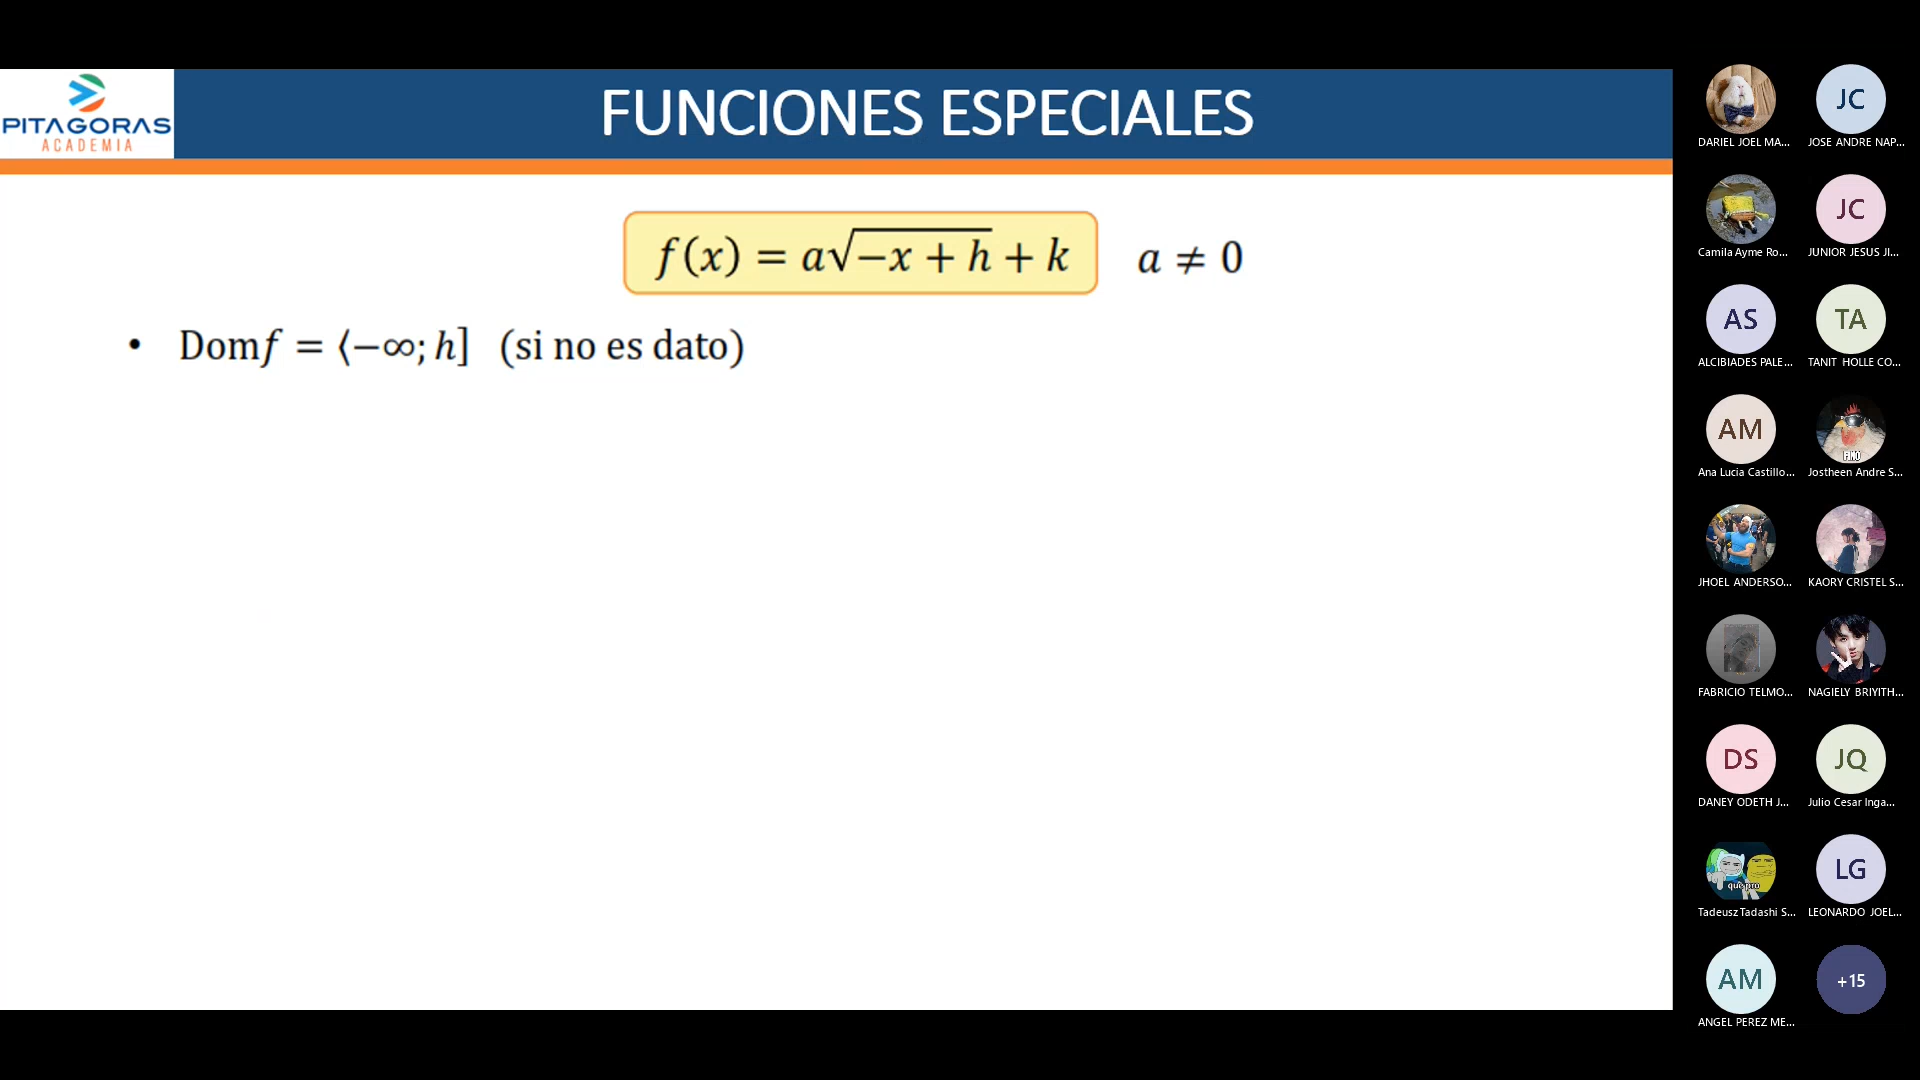 PITAGORAS
ACADEMIA
FUNCIONES ESPECIALES
f(x) = a√(−x + h) + k   a ≠ 0
• Domf = ⟨−∞; h]   (si no es dato)
DARIEL JOEL MA...
JC
JOSE ANDRE NAP...
Camila Ayme Ro...
JC
JUNIOR JESUS JI...
AS
ALCIBIADES PALE...
TA
TANIT HOLLE CO...
AM
Ana Lucia Castillo...
FINO
Jostheen Andre S...
JHOEL ANDERSO...
KAORY CRISTEL S...
FABRICIO TELMO...
NAGIELY BRIYITH...
DS
DANEY ODETH J...
JQ
Julio Cesar Inga...
Tadeusz Tadashi S...
LG
LEONARDO JOEL...
AM
ANGEL PEREZ ME...
+15